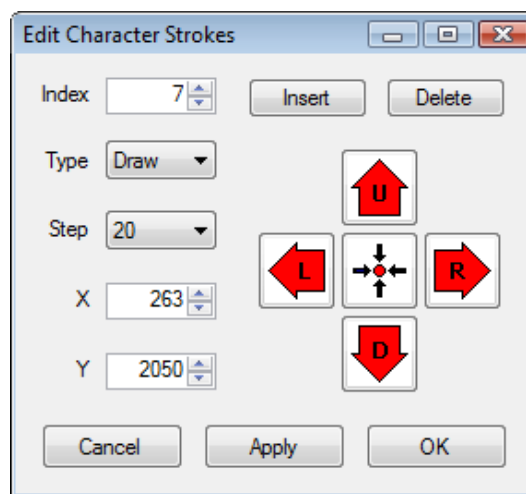 Edit Character Strokes
Index 7 Insert Delete
Type Draw
U
Step 20
L R
X 263
D
Y 2050
Cancel Apply OK